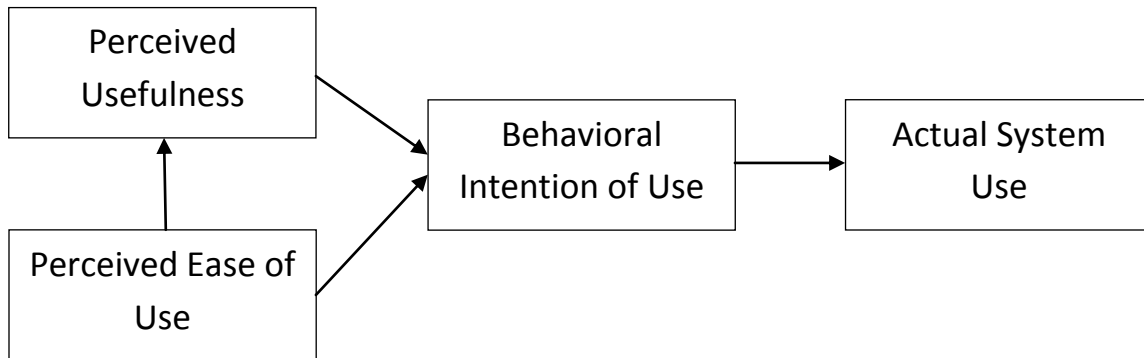 Perceived
Usefulness
Behavioral
Intention of Use
Actual System
Use
Perceived Ease of
Use